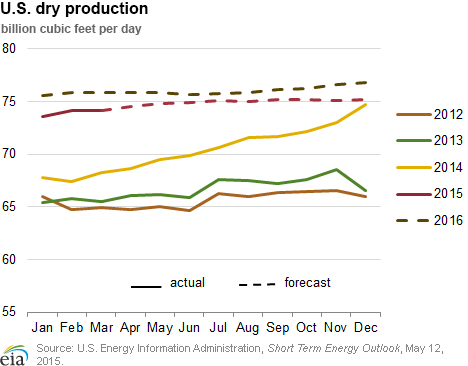 U.S. dry production
billion cubic feet per day
80
75
70
65
60
55
2012
2013
2014
2015
2016
actual
forecast
Jan Feb Mar Apr May Jun Jul Aug Sep Oct Nov Dec
eia
Source: U.S. Energy Information Administration, Short Term Energy Outlook, May 12,
2015.